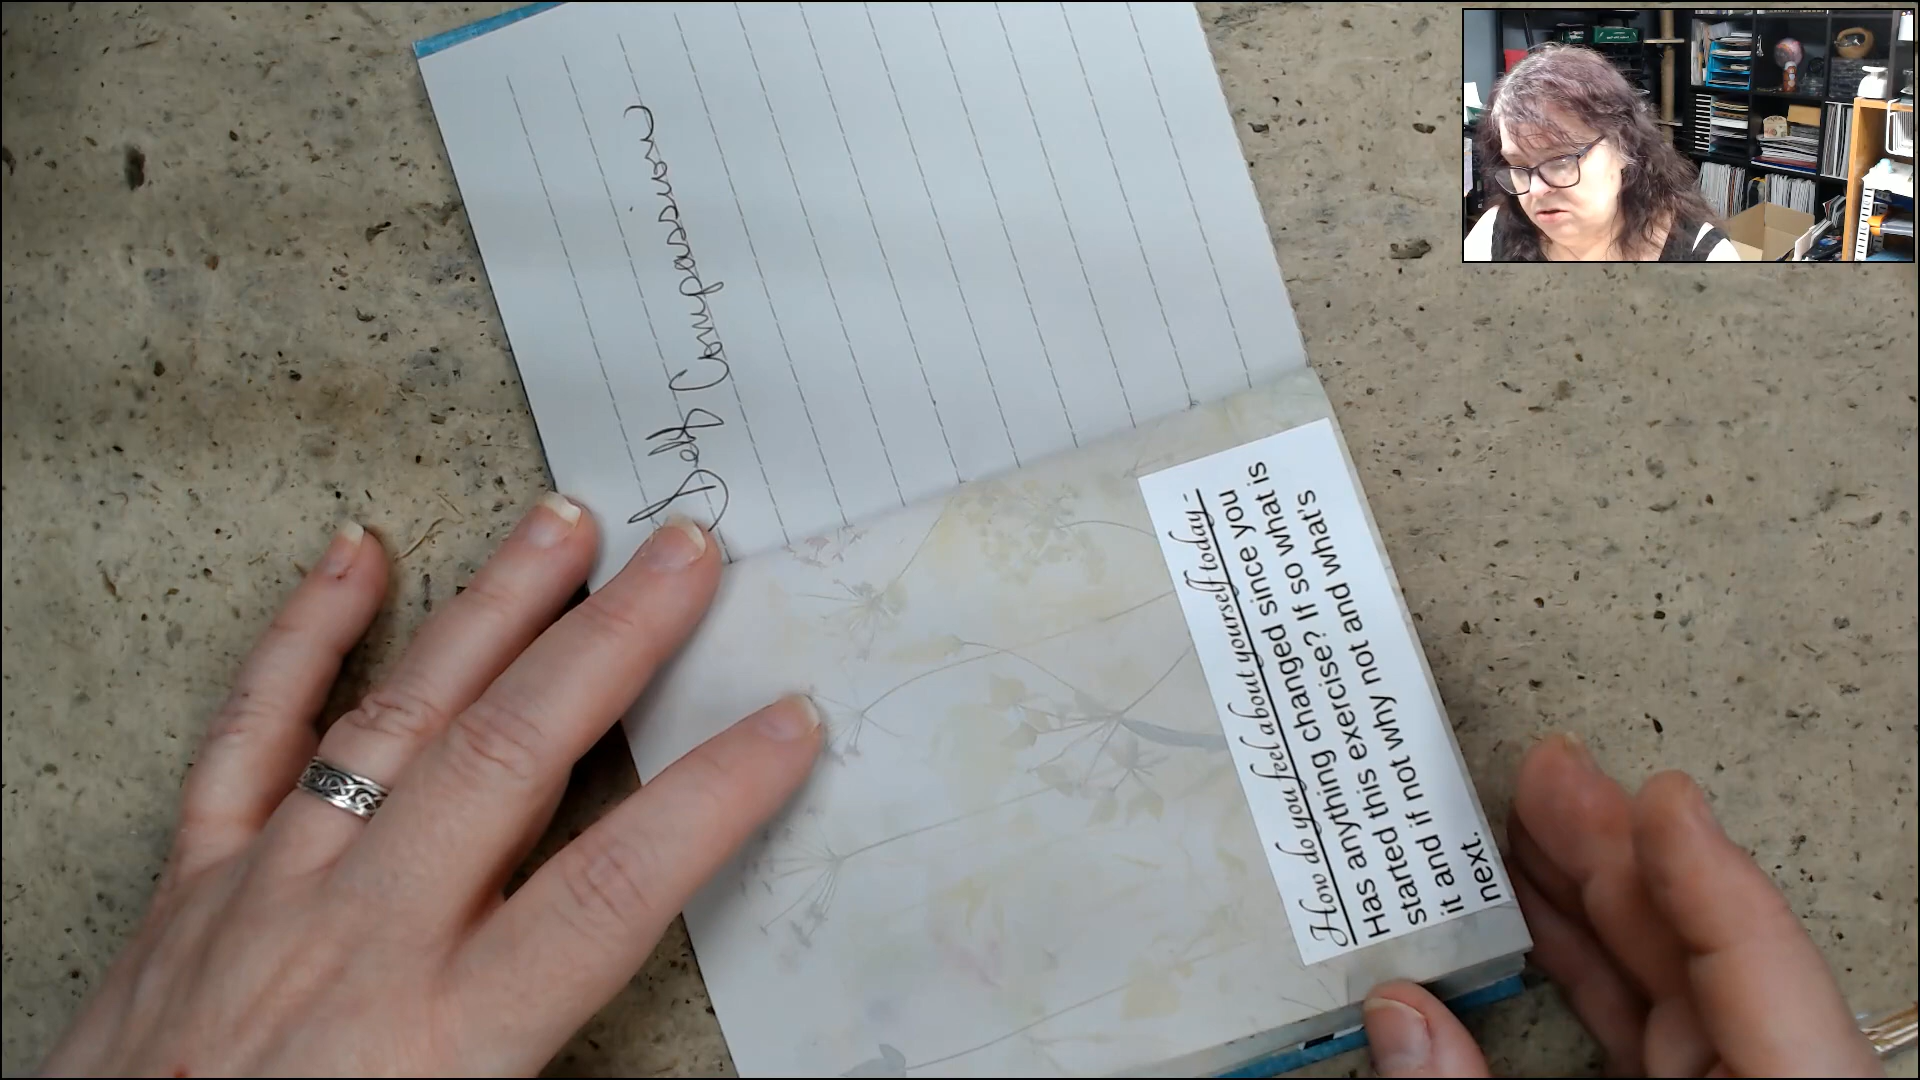 Self Compassion
How do you feel about yourself today -
Has anything changed since you
started this exercise? If so what is
it and if not why not and what's
next.